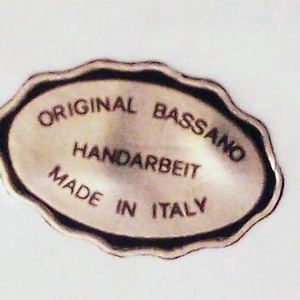 ORIGINAL BASSANO
HANDARBEIT
MADE IN ITALY